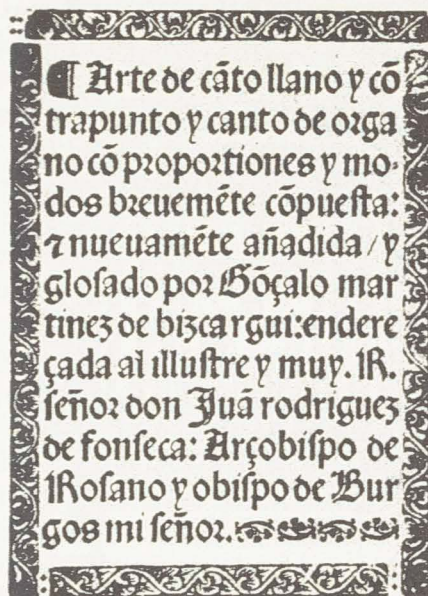 ¶ Arte de cãto llano y cõ
trapunto y canto de orga
no cõ proportiones y mo-
dos breuemẽte cõpuesta:
⁊ nueuamẽte añadida / y
glosado por Gõçalo mar
tinez de bizcargui: endere
çada al illustre y muy. R.
señor don Juã rodriguez
de fonseca: Arçobispo de
Rosano y obispo de Bur
gos mi señor.